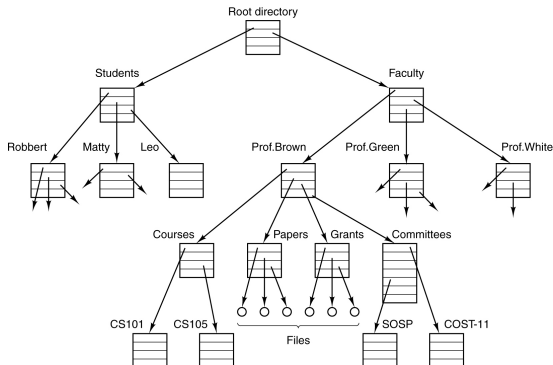 Root directory
Students
Faculty
Robbert
Matty
Leo
Prof.Brown
Prof.Green
Prof.White
Courses
Papers
Grants
Committees
CS101
CS105
Files
SOSP
COST-11